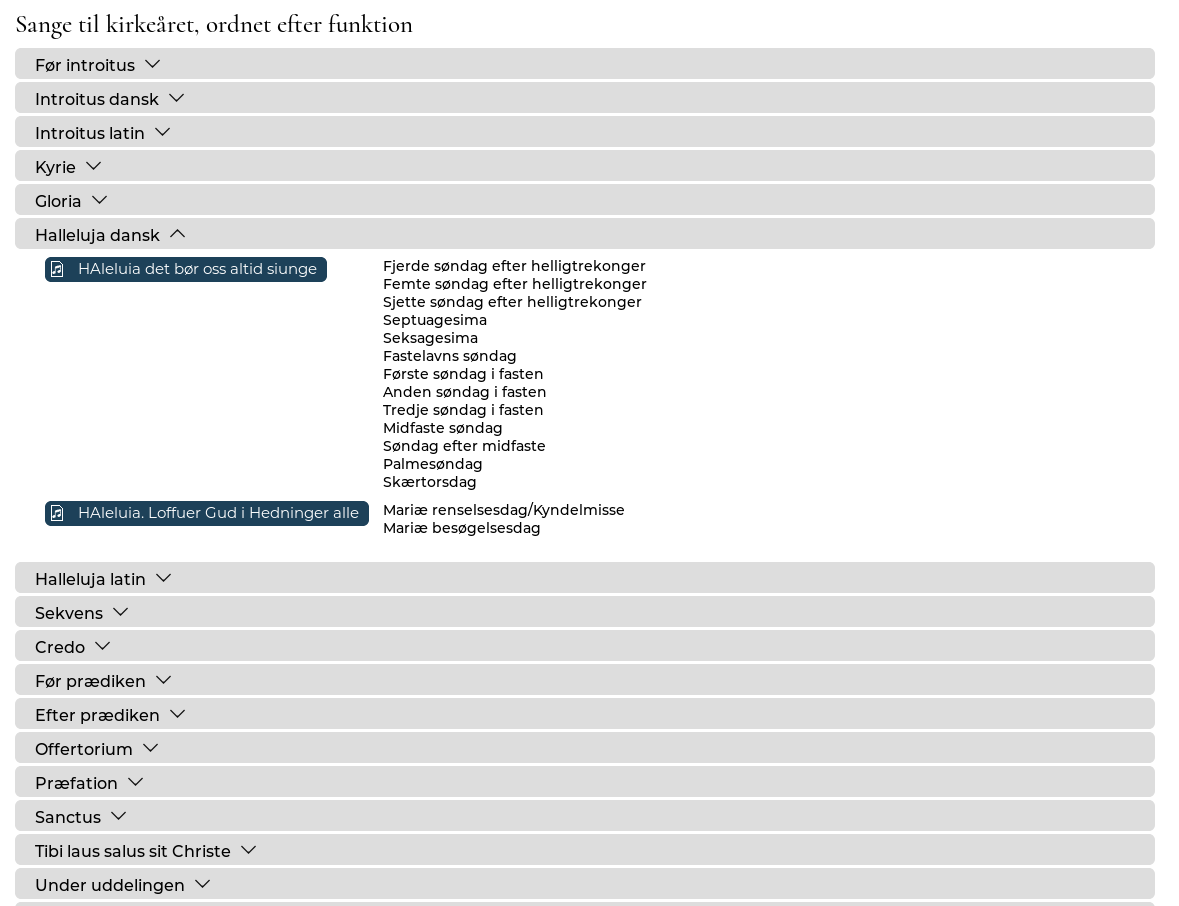 Sange til kirkeåret, ordnet efter funktion
Før introitus
Introitus dansk
Introitus latin
Kyrie
Gloria
Halleluja dansk
HAleluia det bør oss altid siunge
Fjerde søndag efter helligtrekonger
Femte søndag efter helligtrekonger
Sjette søndag efter helligtrekonger
Septuagesima
Seksagesima
Fastelavns søndag
Første søndag i fasten
Anden søndag i fasten
Tredje søndag i fasten
Midfaste søndag
Søndag efter midfaste
Palmesøndag
Skærtorsdag
HAleluia. Loffuer Gud i Hedninger alle
Mariæ renselsesdag/Kyndelmisse
Mariæ besøgelsesdag
Halleluja latin
Sekvens
Credo
Før prædiken
Efter prædiken
Offertorium
Præfation
Sanctus
Tibi laus salus sit Christe
Under uddelingen